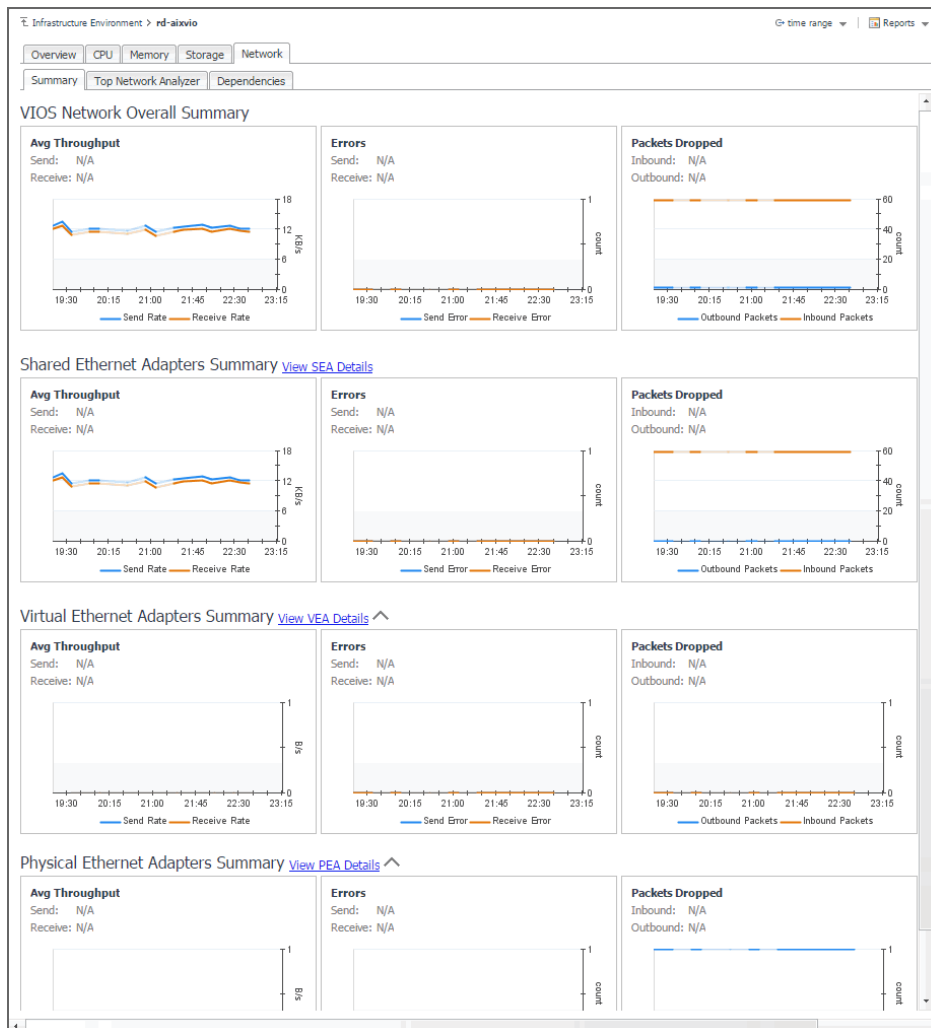 Infrastructure Environment > rd-aixvio
time range
Reports
Overview CPU Memory Storage Network
Summary Top Network Analyzer Dependencies
VIOS Network Overall Summary
Avg Throughput
Send: N/A
Receive: N/A
18
12
6
0
KB/s
19:30 20:15 21:00 21:45 22:30 23:15
Send Rate Receive Rate
Errors
Send: N/A
Receive: N/A
1
0
count
19:30 20:15 21:00 21:45 22:30 23:15
Send Error Receive Error
Packets Dropped
Inbound: N/A
Outbound: N/A
60
40
20
0
count
19:30 20:15 21:00 21:45 22:30 23:15
Outbound Packets Inbound Packets
Shared Ethernet Adapters Summary View SEA Details
Avg Throughput
Send: N/A
Receive: N/A
18
12
6
0
KB/s
19:30 20:15 21:00 21:45 22:30 23:15
Send Rate Receive Rate
Errors
Send: N/A
Receive: N/A
1
0
count
19:30 20:15 21:00 21:45 22:30 23:15
Send Error Receive Error
Packets Dropped
Inbound: N/A
Outbound: N/A
60
40
20
0
count
19:30 20:15 21:00 21:45 22:30 23:15
Outbound Packets Inbound Packets
Virtual Ethernet Adapters Summary View VEA Details
Avg Throughput
Send: N/A
Receive: N/A
1
0
B/s
19:30 20:15 21:00 21:45 22:30 23:15
Send Rate Receive Rate
Errors
Send: N/A
Receive: N/A
1
0
count
19:30 20:15 21:00 21:45 22:30 23:15
Send Error Receive Error
Packets Dropped
Inbound: N/A
Outbound: N/A
1
0
count
19:30 20:15 21:00 21:45 22:30 23:15
Outbound Packets Inbound Packets
Physical Ethernet Adapters Summary View PEA Details
Avg Throughput
Send: N/A
Receive: N/A
1
B/s
Errors
Send: N/A
Receive: N/A
1
count
Packets Dropped
Inbound: N/A
Outbound: N/A
1
count